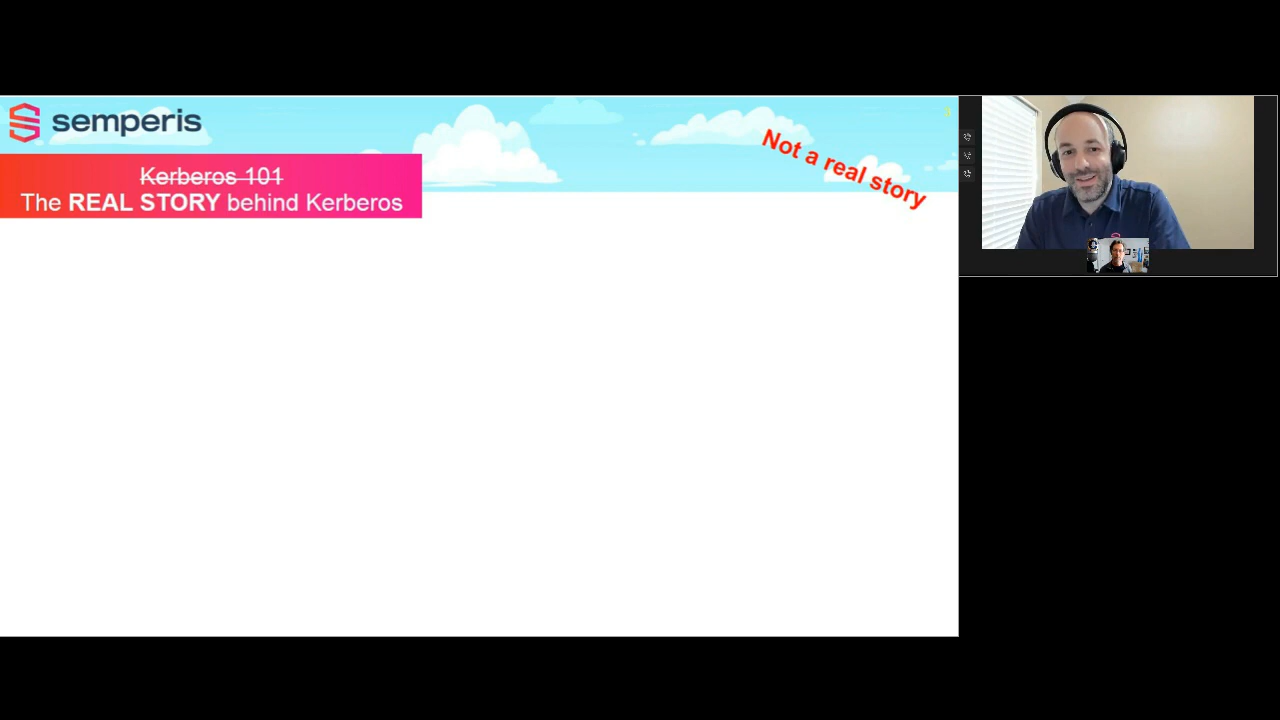 semperis
Not a real story
Kerberos 101
The REAL STORY behind Kerberos